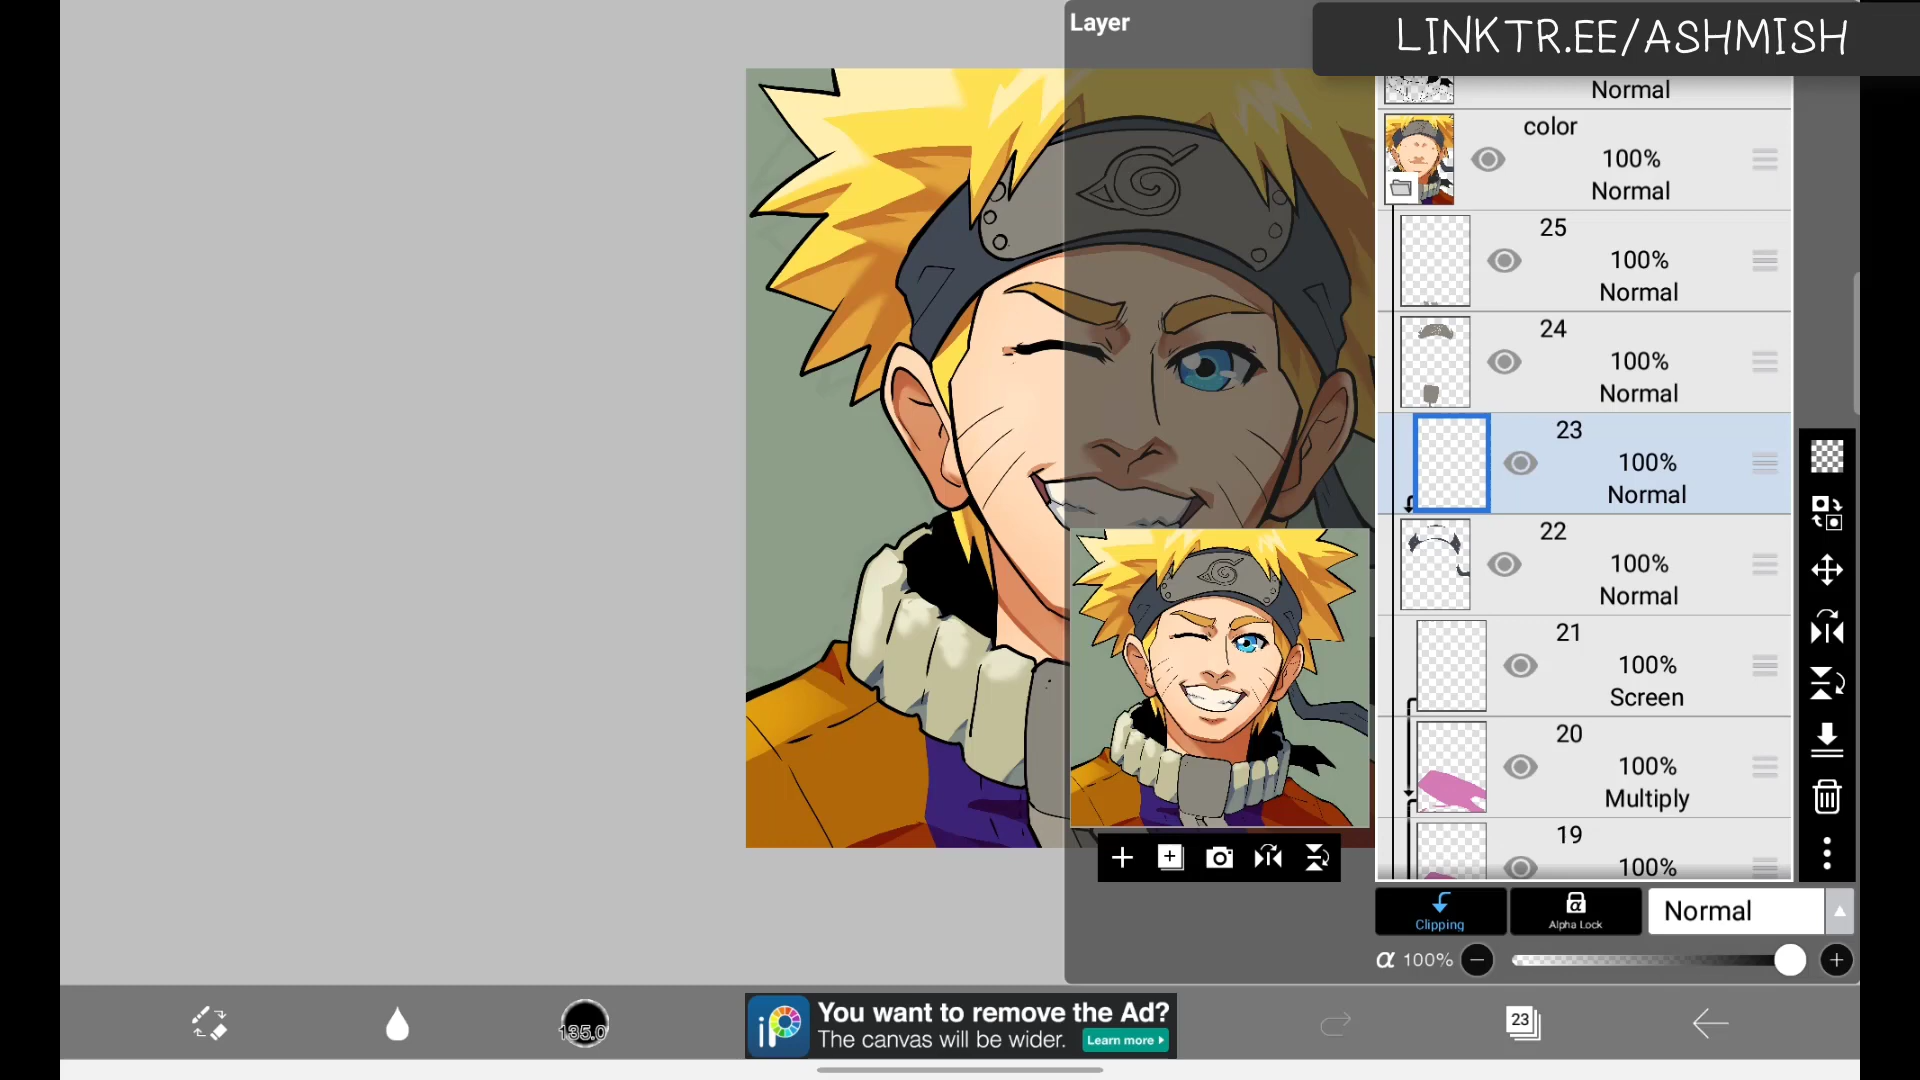 Layer
LINKTR.EE/ASHMISH
Normal
color
100%
Normal
25
100%
Normal
24
100%
Normal
23
100%
Normal
22
100%
Normal
21
100%
Screen
20
100%
Multiply
19
100%
Clipping
α
Alpha Lock
Normal
α 100%
135.0
iP
You want to remove the Ad?
The canvas will be wider.
Learn more
23